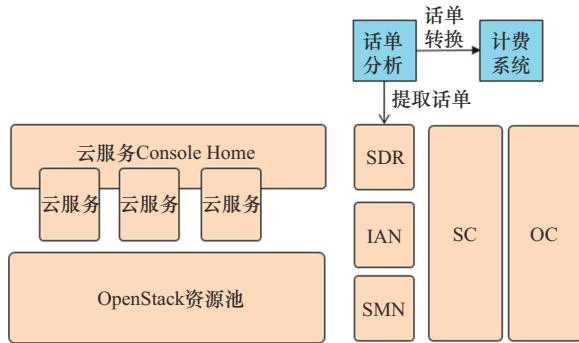 话单
转换
话单
分析
计费
系统
提取话单
云服务Console Home
云服务
云服务
云服务
OpenStack资源池
SDR
IAN
SMN
SC
OC